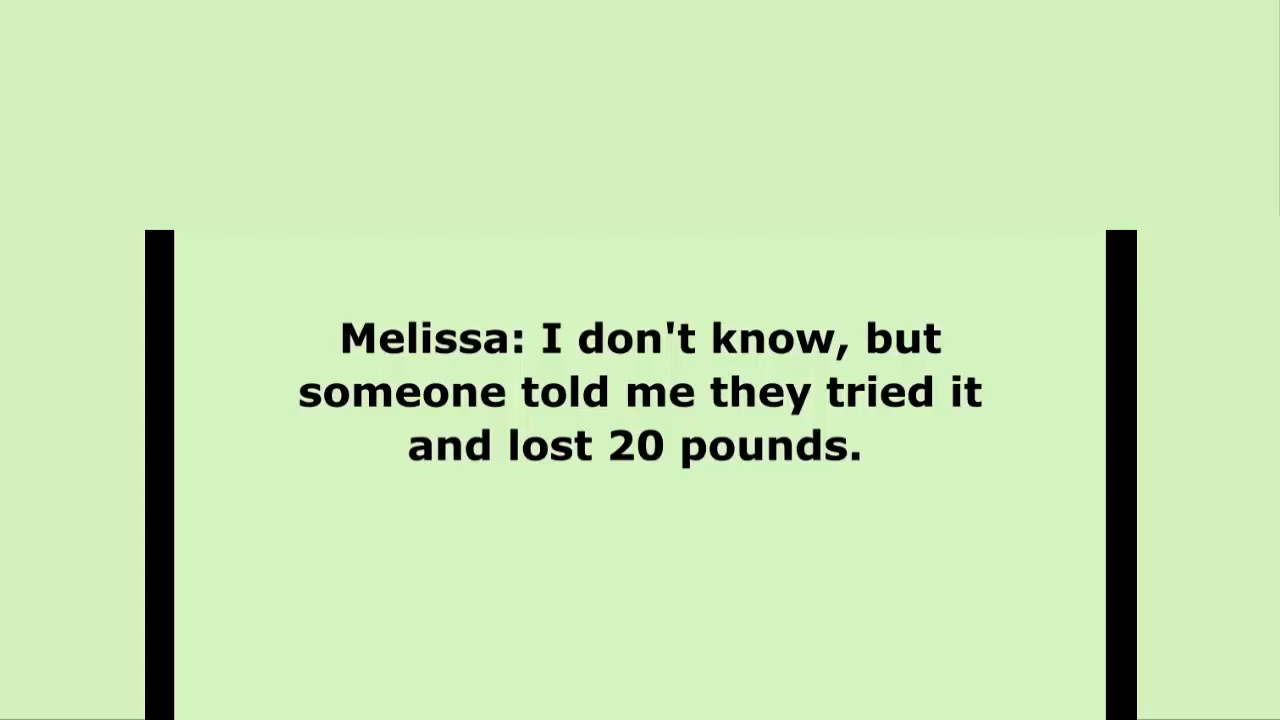 Melissa: I don't know, but
someone told me they tried it
and lost 20 pounds.